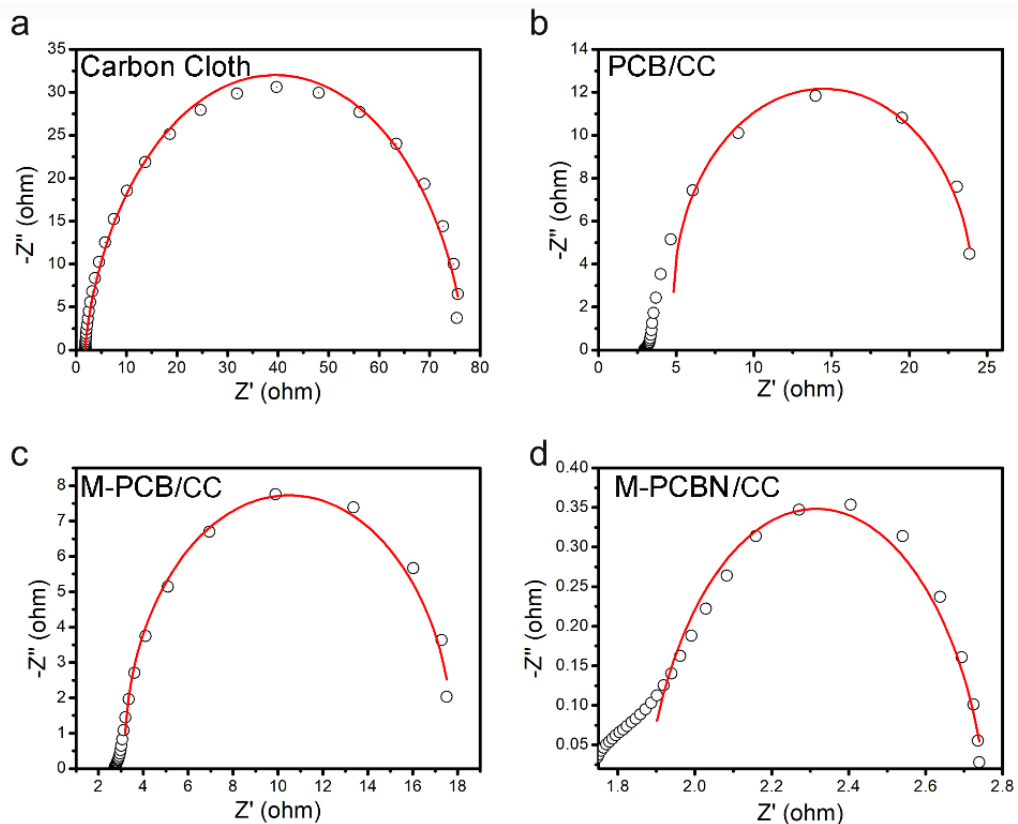 a
Carbon Cloth
35
30
25
20
15
10
5
0
-Z" (ohm)
0 10 20 30 40 50 60 70 80
Z' (ohm)
b
PCB/CC
14
12
10
8
6
4
2
0
-Z" (ohm)
0 5 10 15 20 25
Z' (ohm)
c
M-PCB/CC
8
7
6
5
4
3
2
1
0
-Z" (ohm)
2 4 6 8 10 12 14 16 18
Z' (ohm)
d
M-PCBN/CC
0.40
0.35
0.30
0.25
0.20
0.15
0.10
0.05
-Z" (ohm)
1.8 2.0 2.2 2.4 2.6 2.8
Z' (ohm)